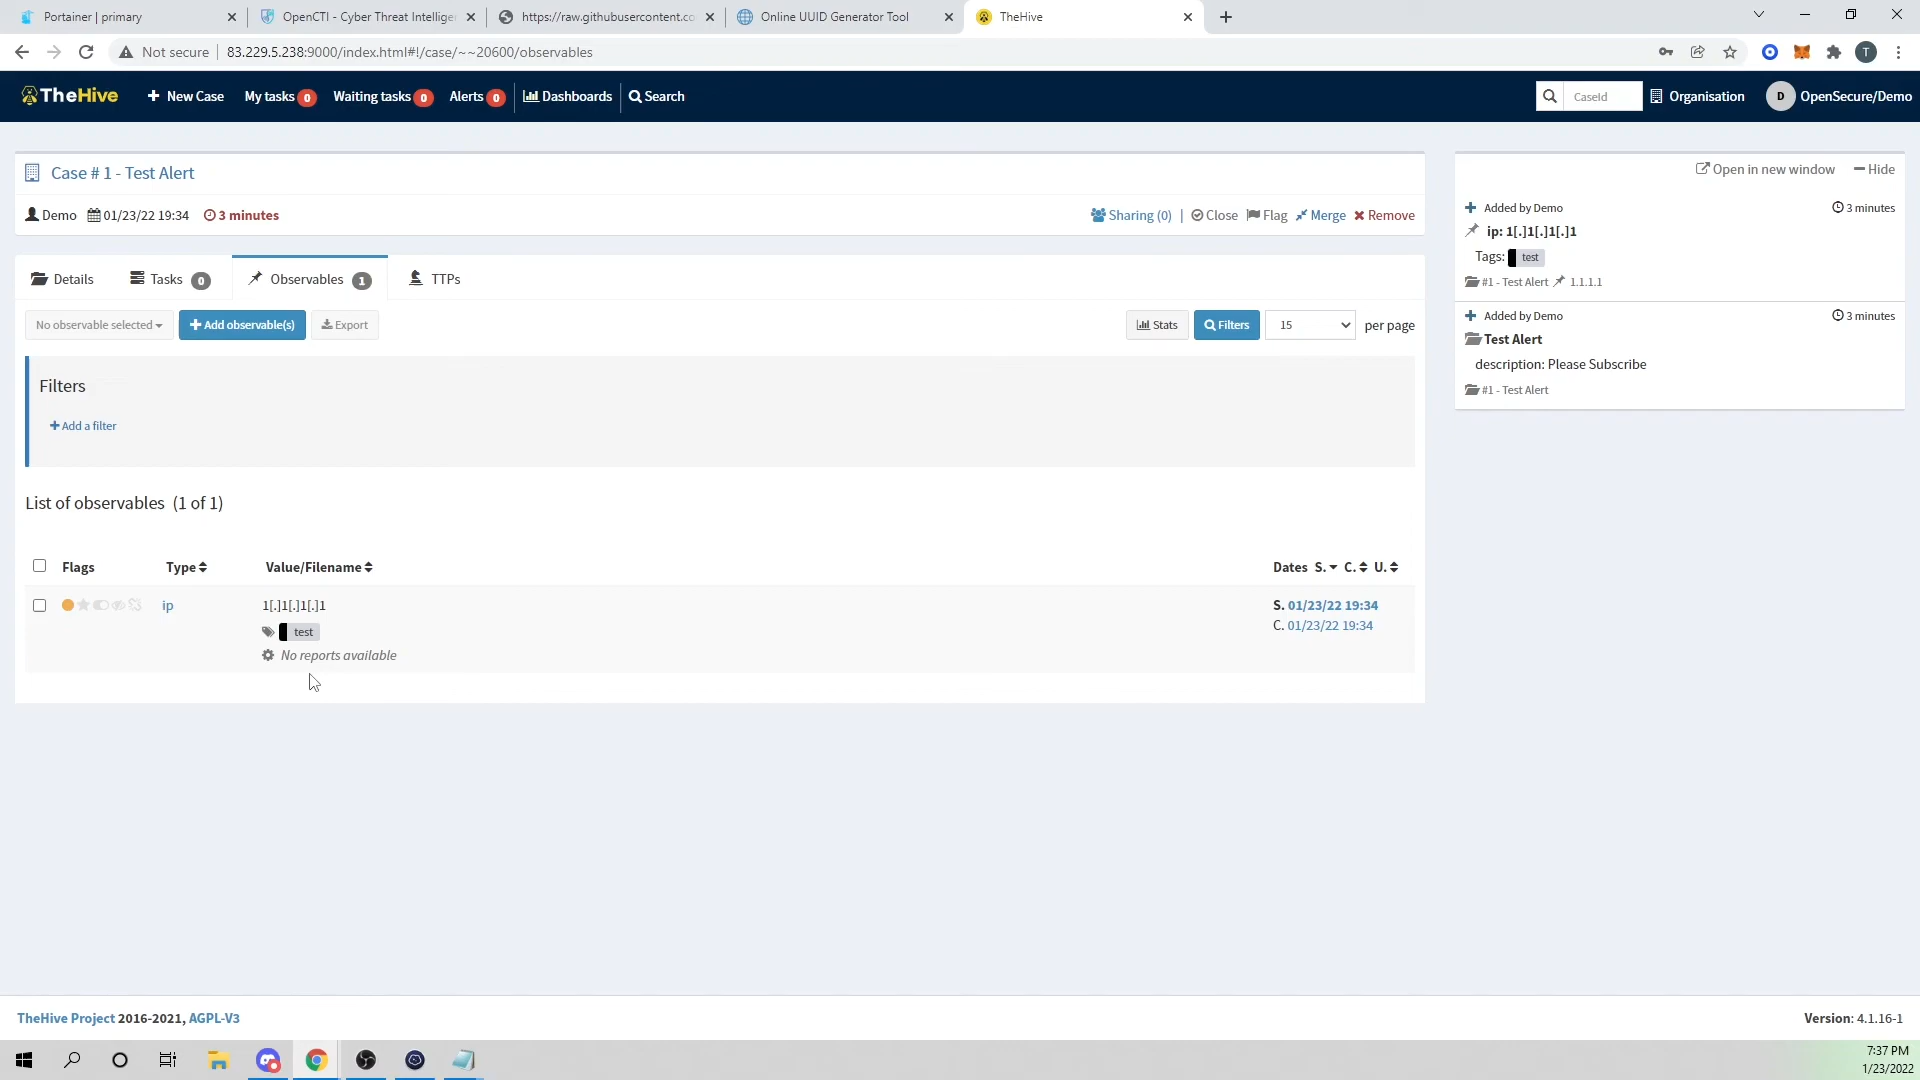 Portainer | primary
OpenCTI - Cyber Threat Intelliger
https://raw.githubusercontent.co
Online UUID Generator Tool
TheHive
Not secure
83.229.5.238:9000/index.html#!/case/~~20600/observables
T
TheHive
New Case
My tasks 0
Waiting tasks 0
Alerts 0
Dashboards
Search
CaseId
Organisation
D
OpenSecure/Demo
Case # 1 - Test Alert
Demo 01/23/22 19:34 3 minutes
Sharing (0) | Close Flag Merge Remove
Details
Tasks 0
Observables 1
TTPs
No observable selected
Add observable(s)
Export
Stats
Filters
15
per page
Filters
Add a filter
List of observables (1 of 1)
Flags Type Value/Filename Dates S. C. U.
ip 1[.]1[.]1[.]1 S. 01/23/22 19:34
test C. 01/23/22 19:34
No reports available
Open in new window Hide
Added by Demo 3 minutes
ip: 1[.]1[.]1[.]1
Tags: test
#1 - Test Alert 1.1.1.1
Added by Demo 3 minutes
Test Alert
description: Please Subscribe
#1 - Test Alert
TheHive Project 2016-2021, AGPL-V3
Version: 4.1.16-1
7:37 PM
1/23/2022